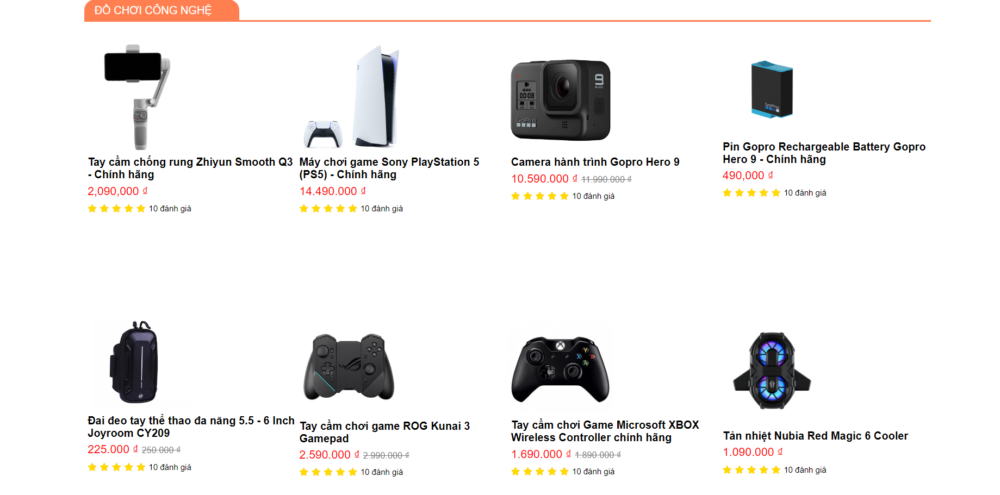 ĐỒ CHƠI CÔNG NGHỆ
9
BLACK
00:08
GoPro
GoPro
Tay cầm chống rung Zhiyun Smooth Q3
- Chính hãng
2,090,000 ₫
10 đánh giá
Máy chơi game Sony PlayStation 5
(PS5) - Chính hãng
14.490.000 ₫
10 đánh giá
Camera hành trình Gopro Hero 9
10.590.000 ₫ 11.990.000 ₫
10 đánh giá
Pin Gopro Rechargeable Battery Gopro
Hero 9 - Chính hãng
490,000 ₫
10 đánh giá
Y
X B
A
Đai đeo tay thể thao đa năng 5.5 - 6 Inch
Joyroom CY209
225.000 ₫ 250.000 ₫
10 đánh giá
Tay cầm chơi game ROG Kunai 3
Gamepad
2.590.000 ₫ 2.990.000 ₫
10 đánh giá
Tay cầm chơi Game Microsoft XBOX
Wireless Controller chính hãng
1.690.000 ₫ 1.890.000 ₫
10 đánh giá
Tản nhiệt Nubia Red Magic 6 Cooler
1.090.000 ₫
10 đánh giá